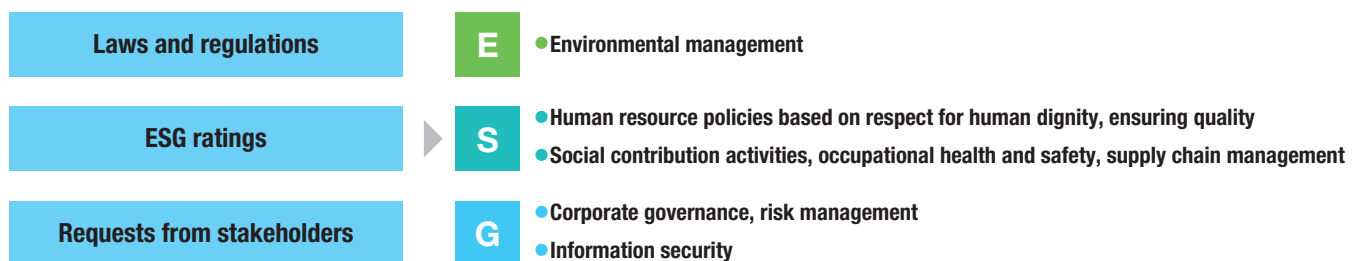 Laws and regulations
E
●Environmental management
ESG ratings
S
●Human resource policies based on respect for human dignity, ensuring quality
●Social contribution activities, occupational health and safety, supply chain management
Requests from stakeholders
G
●Corporate governance, risk management
●Information security